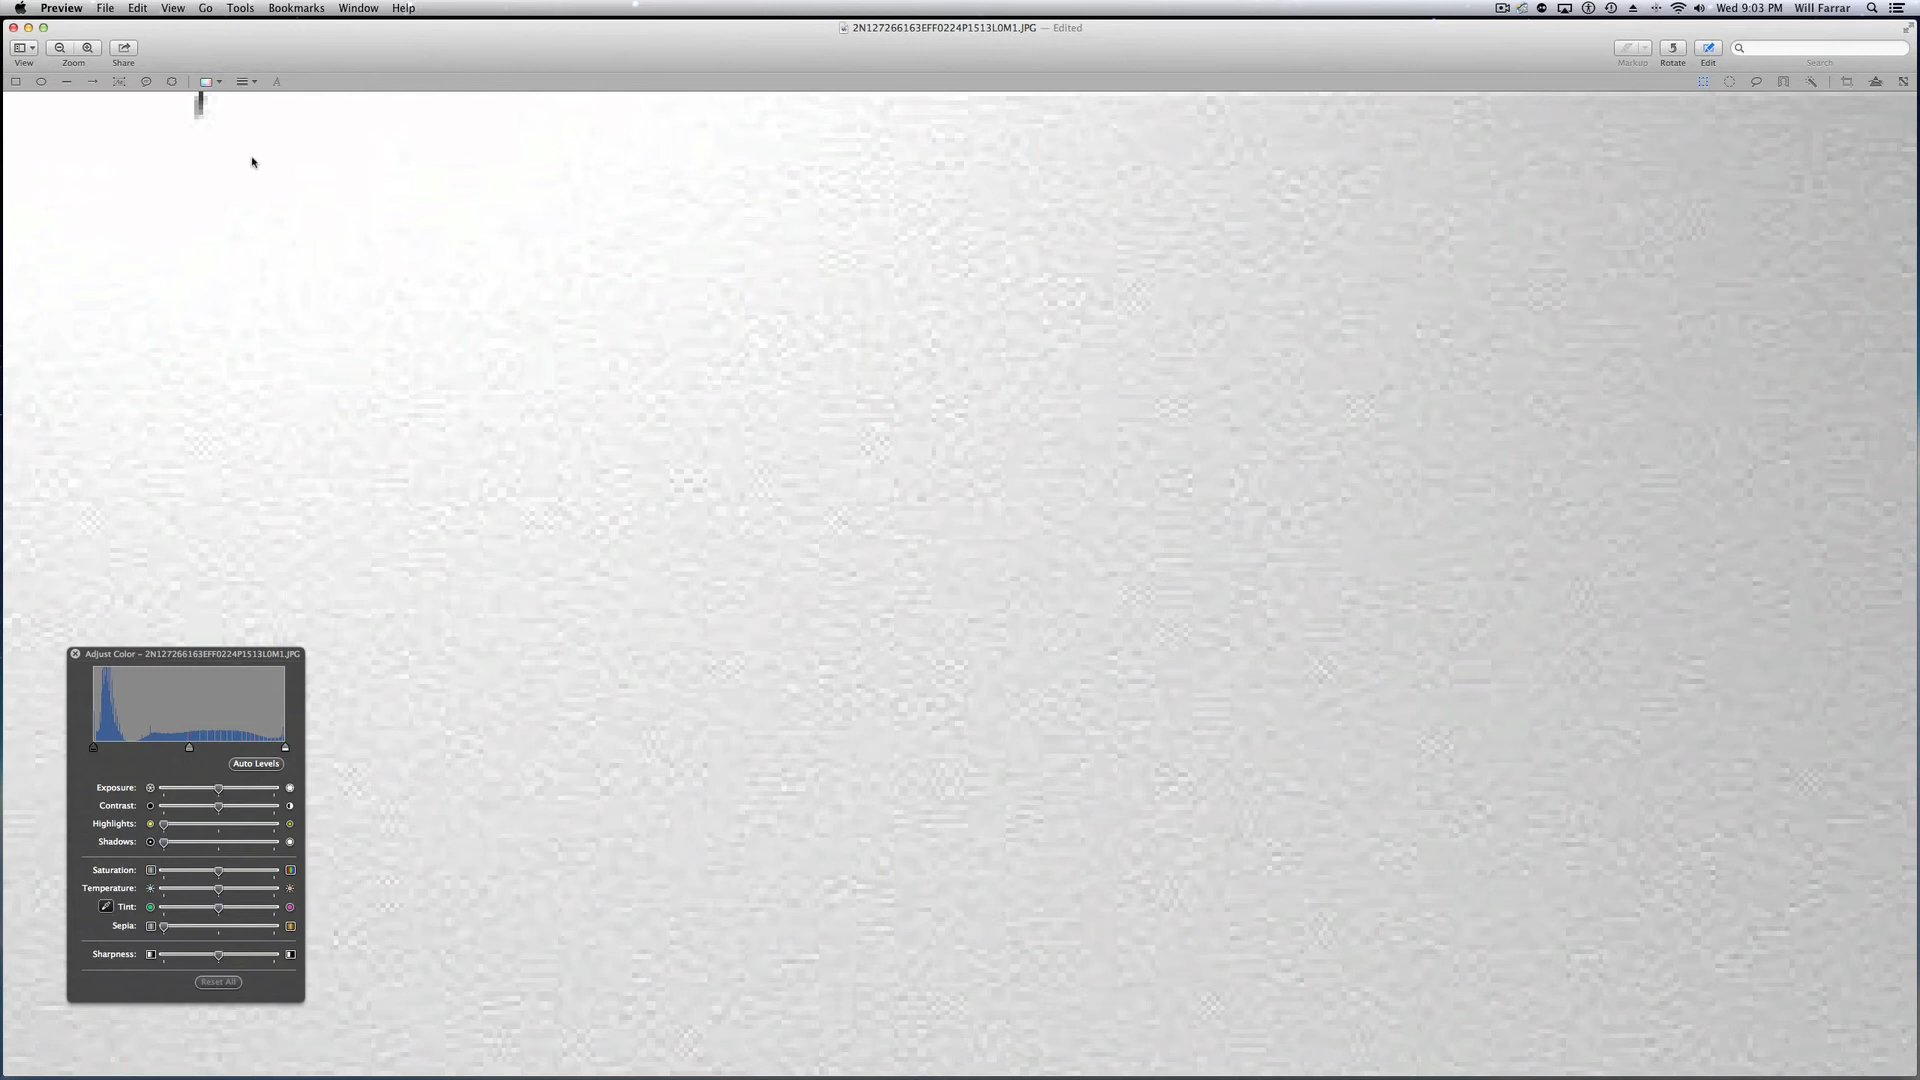 Preview File Edit View Go Tools Bookmarks Window Help Wed 9:03 PM Will Farrar
2N127266163EFF0224P1513L0M1.JPG — Edited
View Zoom Share Markup Rotate Edit Search
A
Adjust Color – 2N127266163EFF0224P1513L0M1.JPG
Auto Levels
Exposure:
Contrast:
Highlights:
Shadows:
Saturation:
Temperature:
Tint:
Sepia:
Sharpness:
Reset All